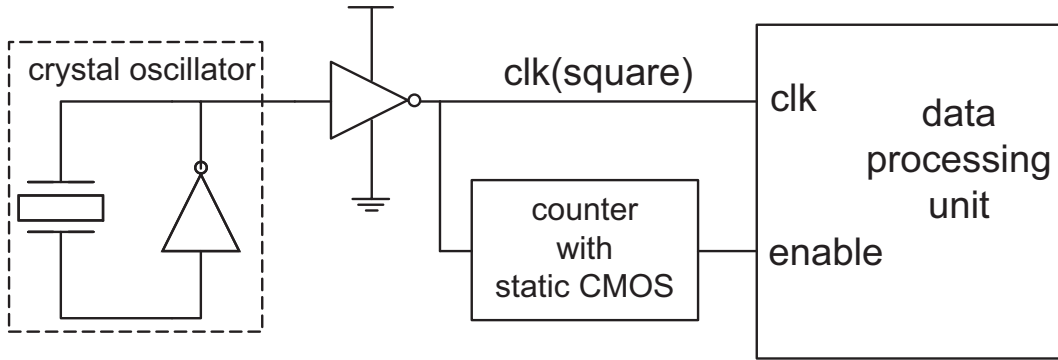 crystal oscillator
clk(square)
clk
data
processing
unit
counter
with
static CMOS
enable